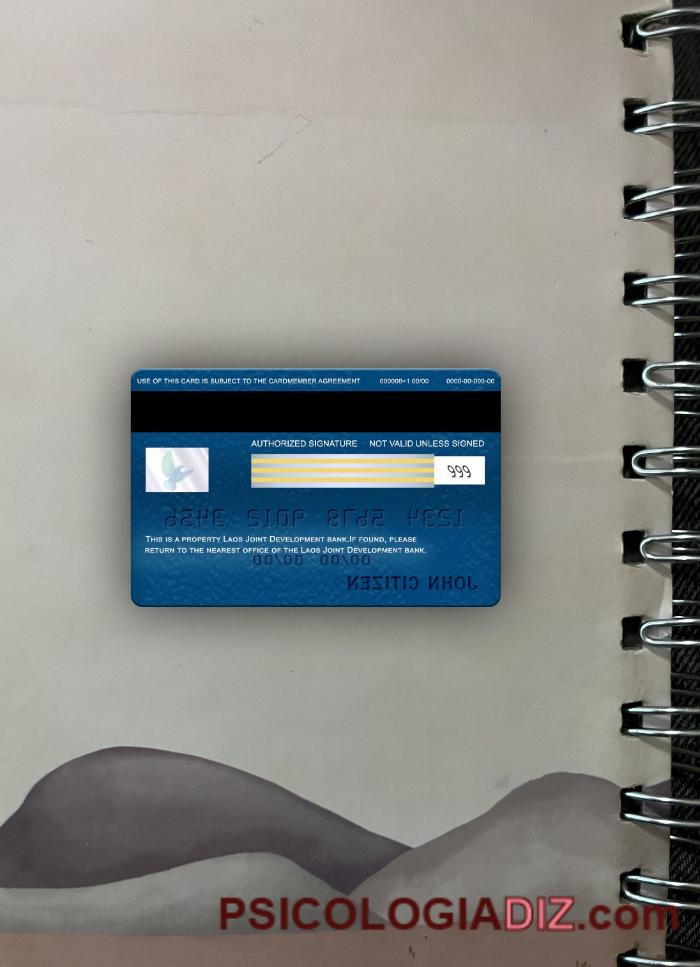 USE OF THIS CARD IS SUBJECT TO THE CARDMEMBER AGREEMENT 000000+1 00/00 0000-00-000-00
AUTHORIZED SIGNATURE NOT VALID UNLESS SIGNED
999
1234 5678 9012 3456
THIS IS A PROPERTY LAOS JOINT DEVELOPMENT BANK.IF FOUND, PLEASE
RETURN TO THE NEAREST OFFICE OF THE LAOS JOINT DEVELOPMENT BANK.
00/00 00/00
JOHN CITIZEN
PSICOLOGIADIZ.com